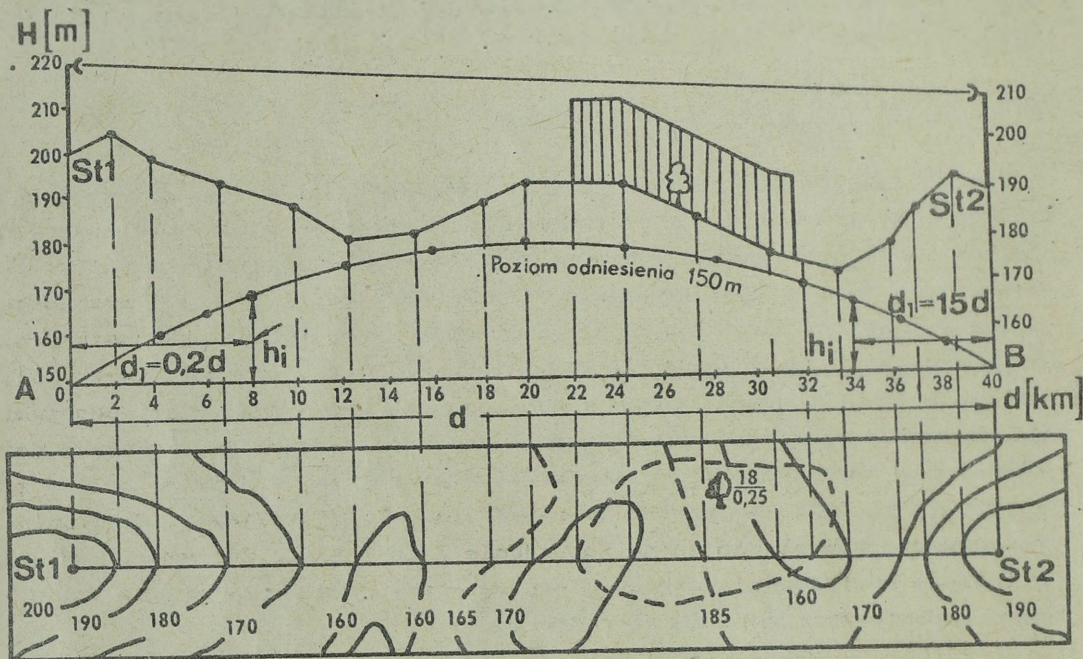 H[m]
220
210
200
190
180
170
160
150
210
200
190
180
170
160
St1
St2
Poziom odniesienia 150m
d₁=0,2d
hᵢ
hᵢ
d₁=15d
A
B
0 2 4 6 8 10 12 14 16 18 20 22 24 26 28 30 32 34 36 38 40
d
d[km]
18
0,25
St1
St2
200 190 180 170 160 160 165 170 185 160 170 180 190